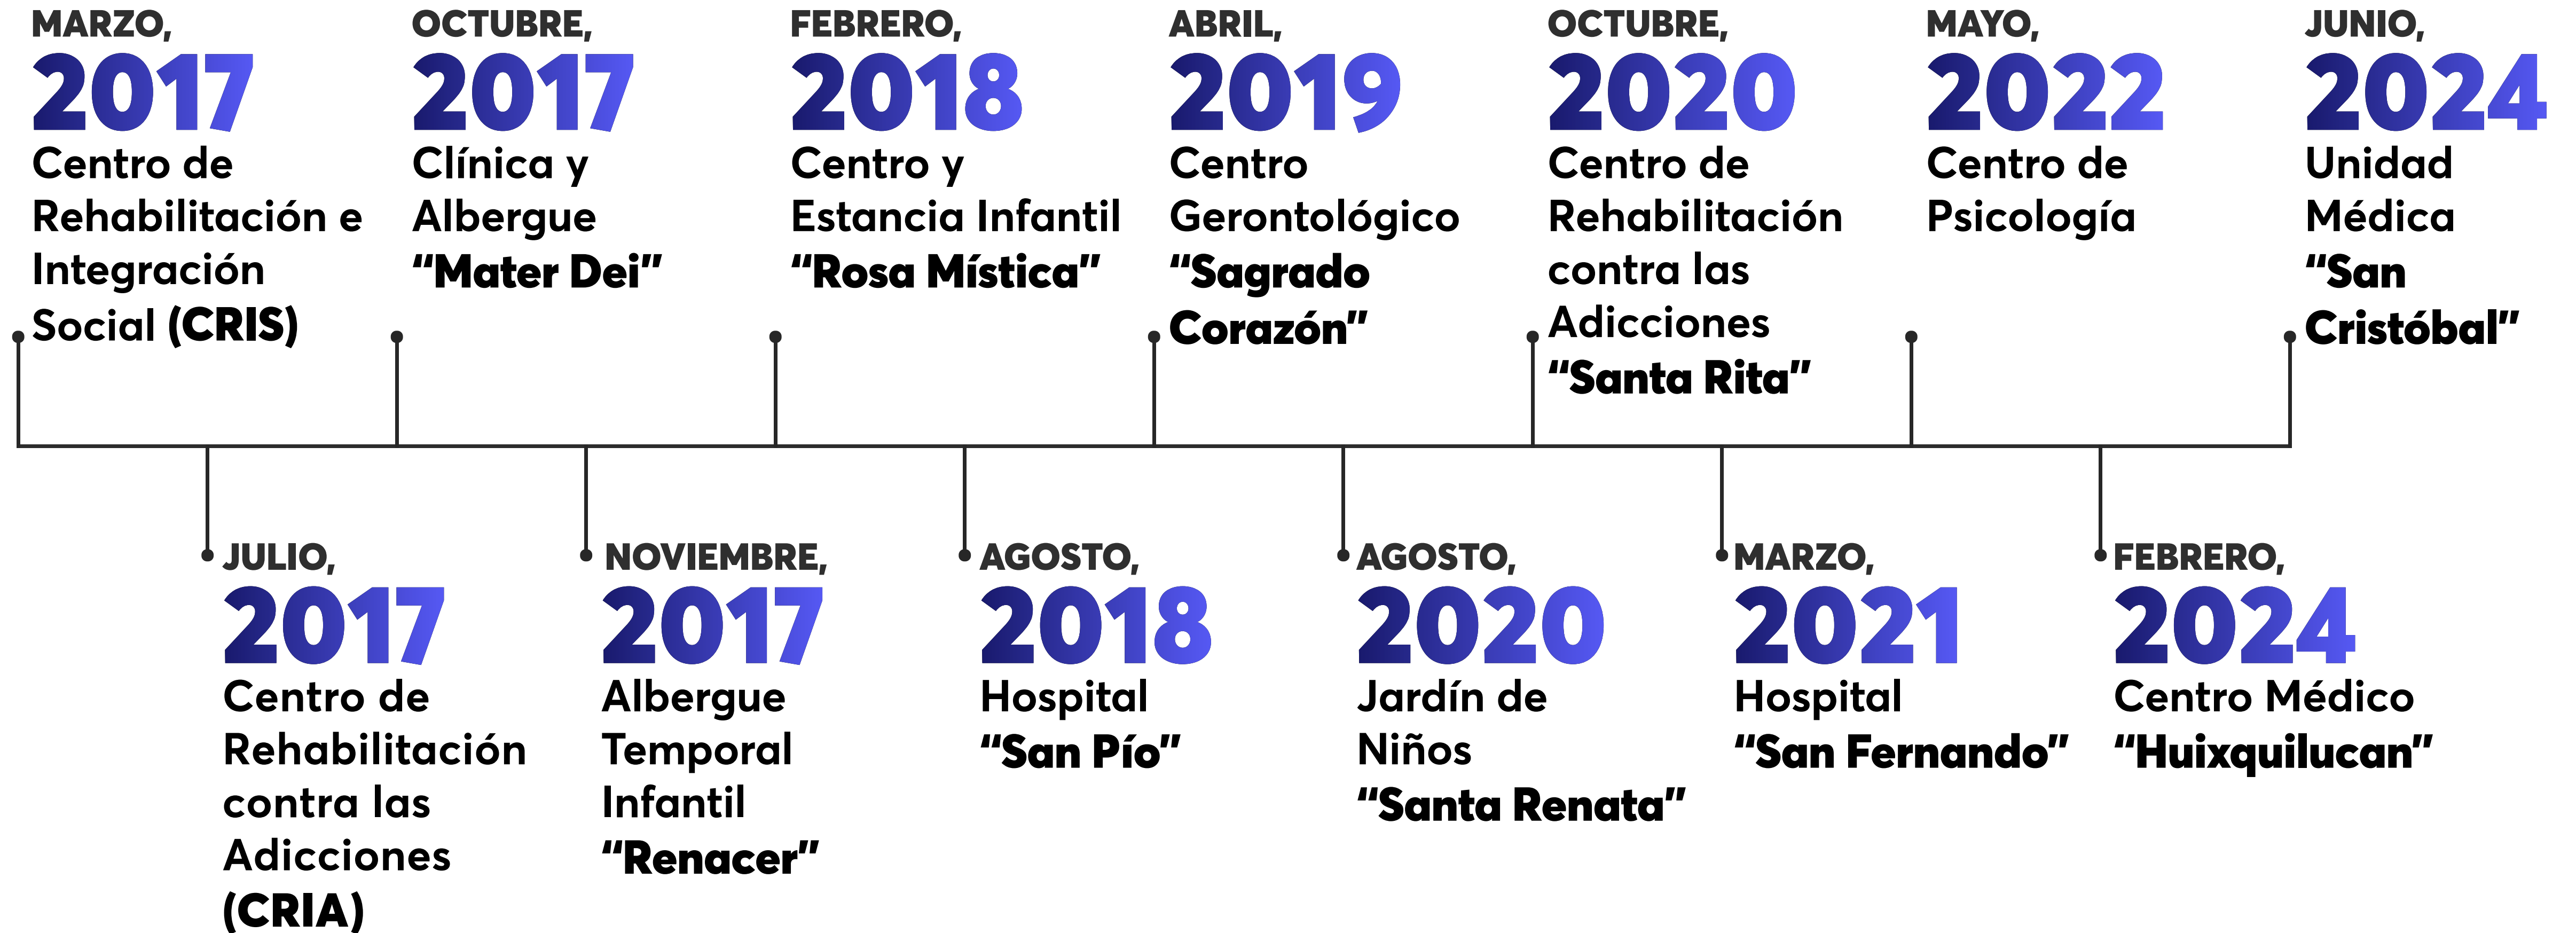 MARZO,
2017
Centro de
Rehabilitación e
Integración
Social (CRIS)
OCTUBRE,
2017
Clínica y
Albergue
“Mater Dei”
FEBRERO,
2018
Centro y
Estancia Infantil
“Rosa Mística”
ABRIL,
2019
Centro
Gerontológico
“Sagrado
Corazón”
OCTUBRE,
2020
Centro de
Rehabilitación
contra las
Adicciones
“Santa Rita”
MAYO,
2022
Centro de
Psicología
JUNIO,
2024
Unidad
Médica
“San
Cristóbal”
JULIO,
2017
Centro de
Rehabilitación
contra las
Adicciones
(CRIA)
NOVIEMBRE,
2017
Albergue
Temporal
Infantil
“Renacer”
AGOSTO,
2018
Hospital
“San Pío”
AGOSTO,
2020
Jardín de
Niños
“Santa Renata”
MARZO,
2021
Hospital
“San Fernando”
FEBRERO,
2024
Centro Médico
“Huixquilucan”